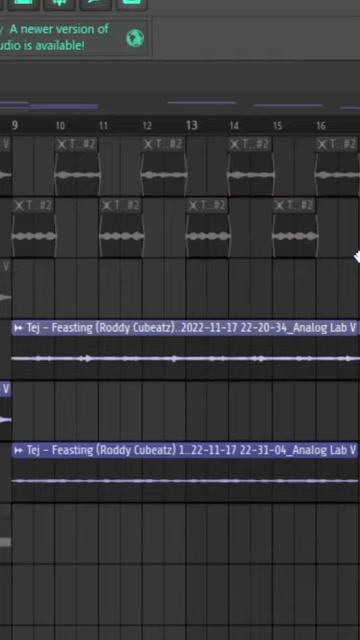 A newer version of
udio is available!
9 10 11 12 13 14 15 16
V T...#2 T...#2 T...#2 T...#2
T...#2 T...#2 T...#2 T...#2
V
Tej - Feasting (Roddy Cubeatz)..2022-11-17 22-20-34_Analog Lab V
V
Tej - Feasting (Roddy Cubeatz) 1..22-11-17 22-31-04_Analog Lab V